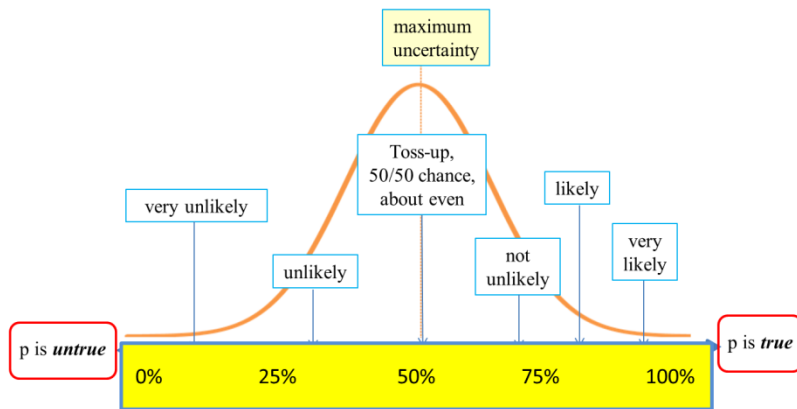 maximum
uncertainty
Toss-up,
50/50 chance,
about even
very unlikely
likely
unlikely
not
unlikely
very
likely
p is untrue
p is true
0% 25% 50% 75% 100%